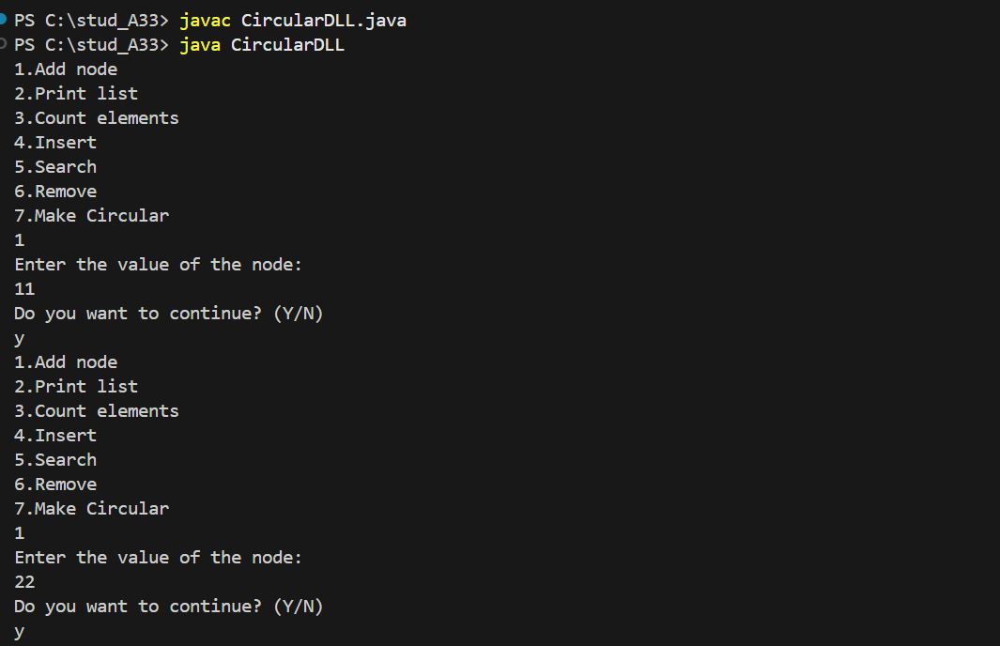 PS C:\stud_A33> javac CircularDLL.java
PS C:\stud_A33> java CircularDLL
1.Add node
2.Print list
3.Count elements
4.Insert
5.Search
6.Remove
7.Make Circular
1
Enter the value of the node:
11
Do you want to continue? (Y/N)
y
1.Add node
2.Print list
3.Count elements
4.Insert
5.Search
6.Remove
7.Make Circular
1
Enter the value of the node:
22
Do you want to continue? (Y/N)
y